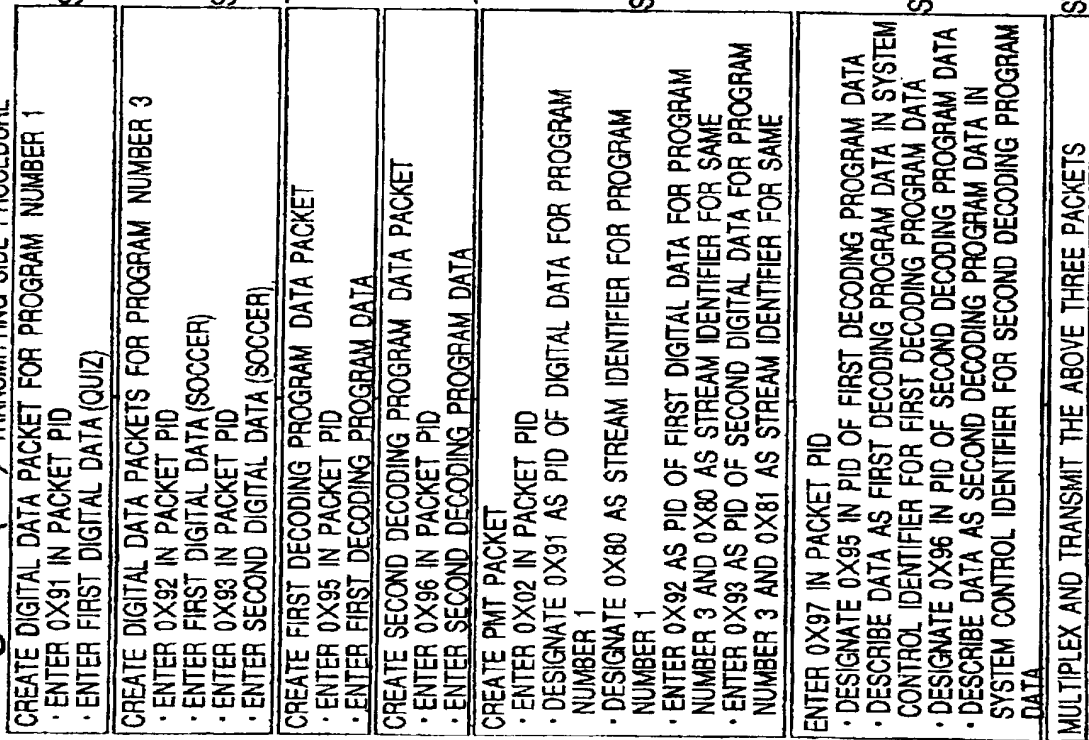 TRANSMITTING SIDE PROCEDURE
CREATE DIGITAL DATA PACKET FOR PROGRAM NUMBER 1
· ENTER 0X91 IN PACKET PID
· ENTER FIRST DIGITAL DATA (QUIZ)
CREATE DIGITAL DATA PACKETS FOR PROGRAM NUMBER 3
· ENTER 0X92 IN PACKET PID
· ENTER FIRST DIGITAL DATA (SOCCER)
· ENTER 0X93 IN PACKET PID
· ENTER SECOND DIGITAL DATA (SOCCER)
CREATE FIRST DECODING PROGRAM DATA PACKET
· ENTER 0X95 IN PACKET PID
· ENTER FIRST DECODING PROGRAM DATA
CREATE SECOND DECODING PROGRAM DATA PACKET
· ENTER 0X96 IN PACKET PID
· ENTER SECOND DECODING PROGRAM DATA
CREATE PMT PACKET
· ENTER 0X02 IN PACKET PID
· DESIGNATE 0X91 AS PID OF DIGITAL DATA FOR PROGRAM
NUMBER 1
· DESIGNATE 0X80 AS STREAM IDENTIFIER FOR PROGRAM
NUMBER 1
· ENTER 0X92 AS PID OF FIRST DIGITAL DATA FOR PROGRAM
NUMBER 3 AND 0X80 AS STREAM IDENTIFIER FOR SAME
· ENTER 0X93 AS PID OF SECOND DIGITAL DATA FOR PROGRAM
NUMBER 3 AND 0X81 AS STREAM IDENTIFIER FOR SAME
ENTER 0X97 IN PACKET PID
· DESIGNATE 0X95 IN PID OF FIRST DECODING PROGRAM DATA
· DESCRIBE DATA AS FIRST DECODING PROGRAM DATA IN SYSTEM
CONTROL IDENTIFIER FOR FIRST DECODING PROGRAM DATA
· DESIGNATE 0X96 IN PID OF SECOND DECODING PROGRAM DATA
· DESCRIBE DATA AS SECOND DECODING PROGRAM DATA IN
SYSTEM CONTROL IDENTIFIER FOR SECOND DECODING PROGRAM
DATA
MULTIPLEX AND TRANSMIT THE ABOVE THREE PACKETS